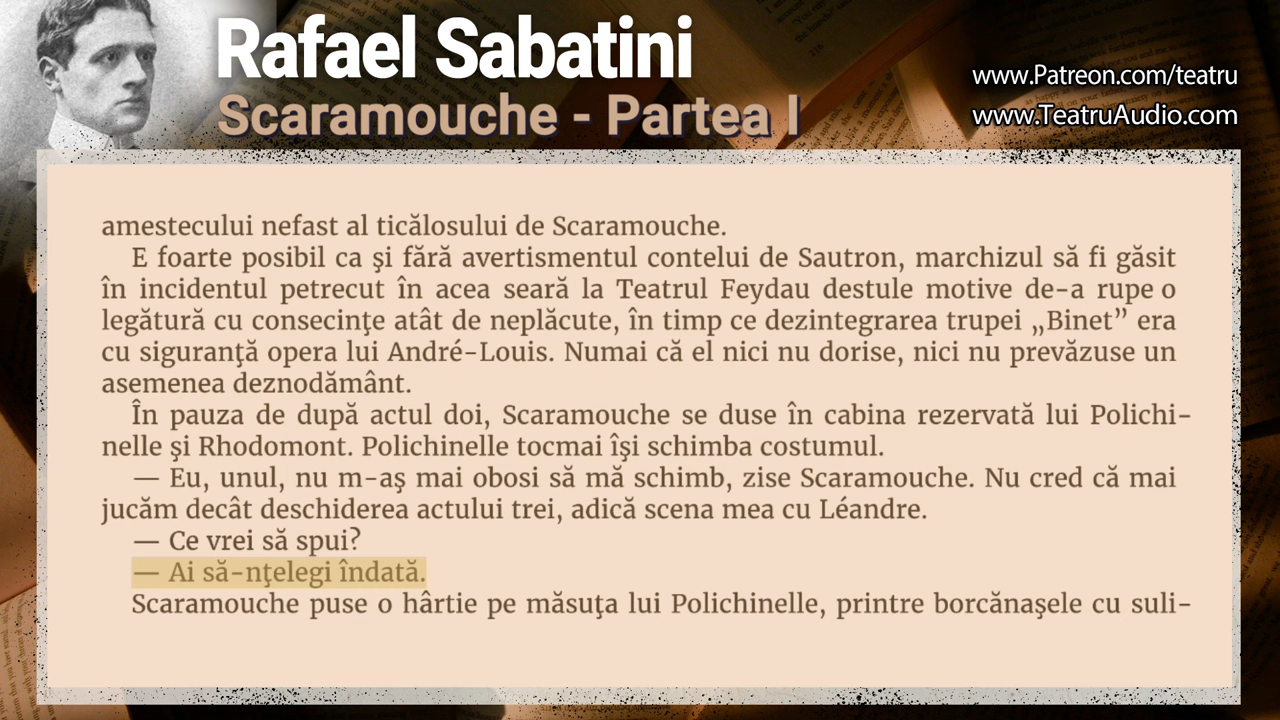 Rafael Sabatini
Scaramouche - Partea I
www.Patreon.com/teatru
www.TeatruAudio.com
amestecului nefast al ticălosului de Scaramouche.
E foarte posibil ca şi fără avertismentul contelui de Sautron, marchizul să fi găsit
în incidentul petrecut în acea seară la Teatrul Feydau destule motive de-a rupe o
legătură cu consecinţe atât de neplăcute, în timp ce dezintegrarea trupei „Binet” era
cu siguranţă opera lui André-Louis. Numai că el nici nu dorise, nici nu prevăzuse un
asemenea deznodământ.
În pauza de după actul doi, Scaramouche se duse în cabina rezervată lui Polichi-
nelle şi Rhodomont. Polichinelle tocmai îşi schimba costumul.
— Eu, unul, nu m-aş mai obosi să mă schimb, zise Scaramouche. Nu cred că mai
jucăm decât deschiderea actului trei, adică scena mea cu Léandre.
— Ce vrei să spui?
— Ai să-nţelegi îndată.
Scaramouche puse o hârtie pe măsuţa lui Polichinelle, printre borcănaşele cu suli-